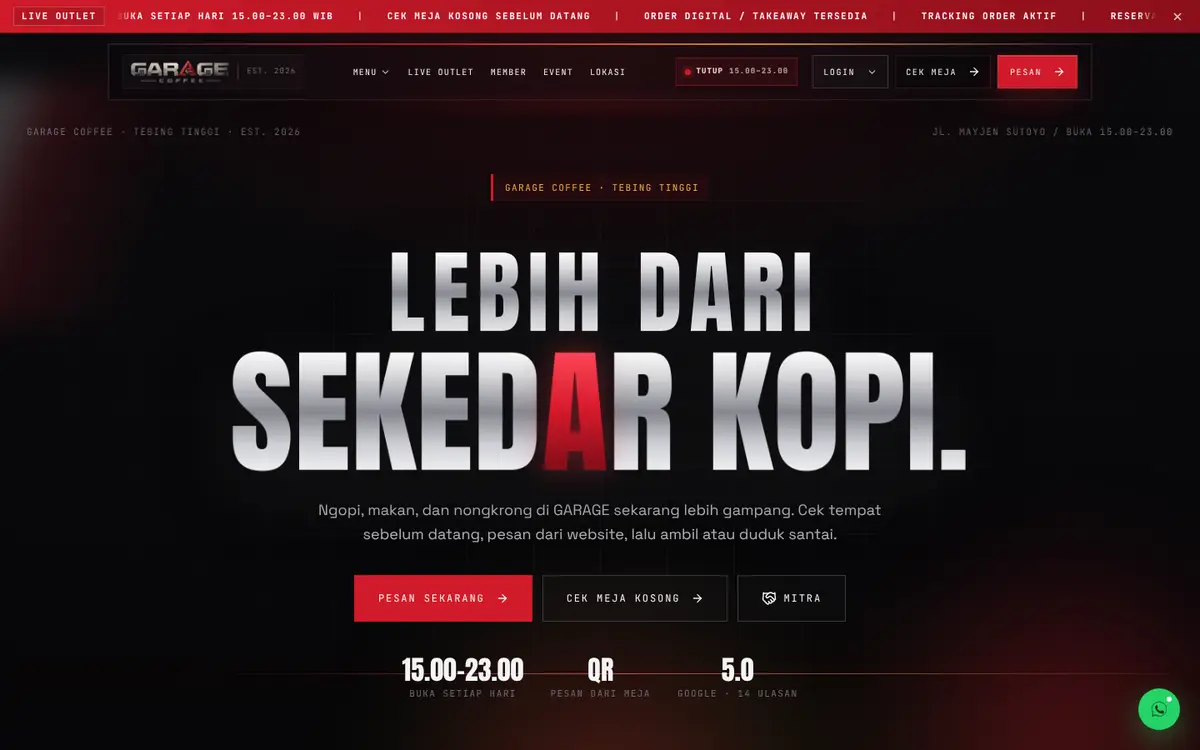 LIVE OUTLET
BUKA SETIAP HARI 15.00–23.00 WIB | CEK MEJA KOSONG SEBELUM DATANG | ORDER DIGITAL / TAKEAWAY TERSEDIA | TRACKING ORDER AKTIF |
GARAGE COFFEE EST. 2026
MENU LIVE OUTLET MEMBER EVENT LOKASI
TUTUP 15.00–23.00
LOGIN
CEK MEJA →
PESAN →
GARAGE COFFEE · TEBING TINGGI · EST. 2026
JL. MAYJEN SUTOYO / BUKA 15.00–23.00
GARAGE COFFEE · TEBING TINGGI
LEBIH DARI
SEKEDAR KOPI.
Ngopi, makan, dan nongkrong di GARAGE sekarang lebih gampang. Cek tempat
sebelum datang, pesan dari website, lalu ambil atau duduk santai.
PESAN SEKARANG →
CEK MEJA KOSONG →
MITRA
15.00–23.00
BUKA SETIAP HARI
QR
PESAN DARI MEJA
5.0
GOOGLE · 14 ULASAN